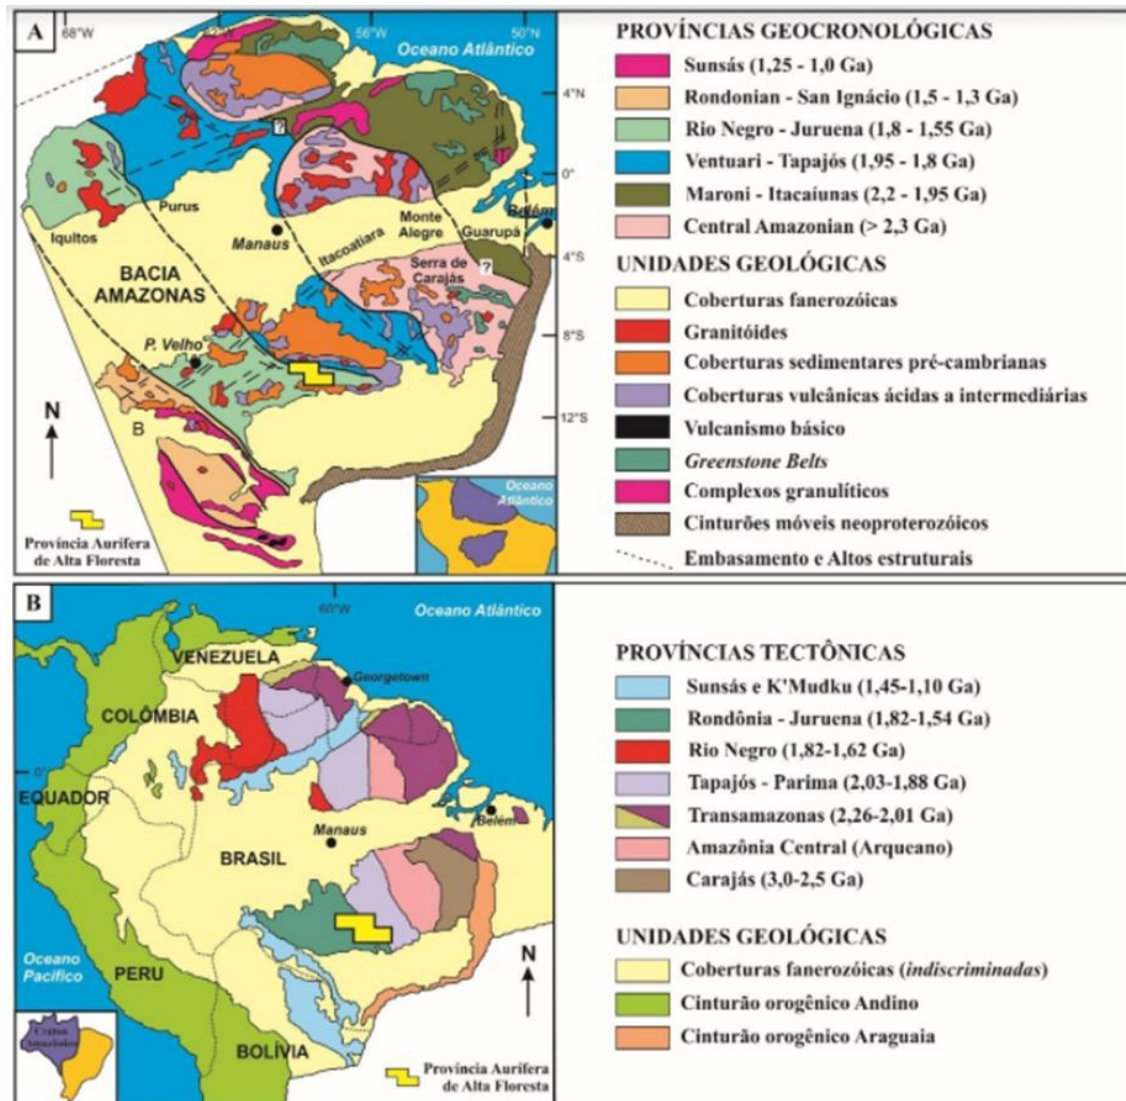 A
68°W
62°W
56°W
50°N
Oceano Atlântico
4°N
0°
4°S
8°S
12°S
?
Purus
Iquitos
Manaus
Itacoatiara
Monte
Alegre
Guarupá
Belém
?
Serra de
Carajás
BACIA
AMAZONAS
P. Velho
N
B
Província Aurífera
de Alta Floresta
Oceano
Atlântico
PROVÍNCIAS GEOCRONOLÓGICAS
Sunsás (1,25 - 1,0 Ga)
Rondonian - San Ignácio (1,5 - 1,3 Ga)
Rio Negro - Juruena (1,8 - 1,55 Ga)
Ventuari - Tapajós (1,95 - 1,8 Ga)
Maroni - Itacaíunas (2,2 - 1,95 Ga)
Central Amazonian (> 2,3 Ga)
UNIDADES GEOLÓGICAS
Coberturas fanerozóicas
Granitóides
Coberturas sedimentares pré-cambrianas
Coberturas vulcânicas ácidas a intermediárias
Vulcanismo básico
Greenstone Belts
Complexos granulíticos
Cinturões móveis neoproterozóicos
Embasamento e Altos estruturais
B
60°W
Oceano Atlântico
VENEZUELA
Georgetown
COLÔMBIA
0°
EQUADOR
Manaus
Belém
BRASIL
Oceano
Pacífico
PERU
N
BOLÍVIA
Cráton
Amazônico
Província Aurífera
de Alta Floresta
PROVÍNCIAS TECTÔNICAS
Sunsás e K'Mudku (1,45-1,10 Ga)
Rondônia - Juruena (1,82-1,54 Ga)
Rio Negro (1,82-1,62 Ga)
Tapajós - Parima (2,03-1,88 Ga)
Transamazonas (2,26-2,01 Ga)
Amazônia Central (Arqueano)
Carajás (3,0-2,5 Ga)
UNIDADES GEOLÓGICAS
Coberturas fanerozóicas (indiscriminadas)
Cinturão orogênico Andino
Cinturão orogênico Araguaia